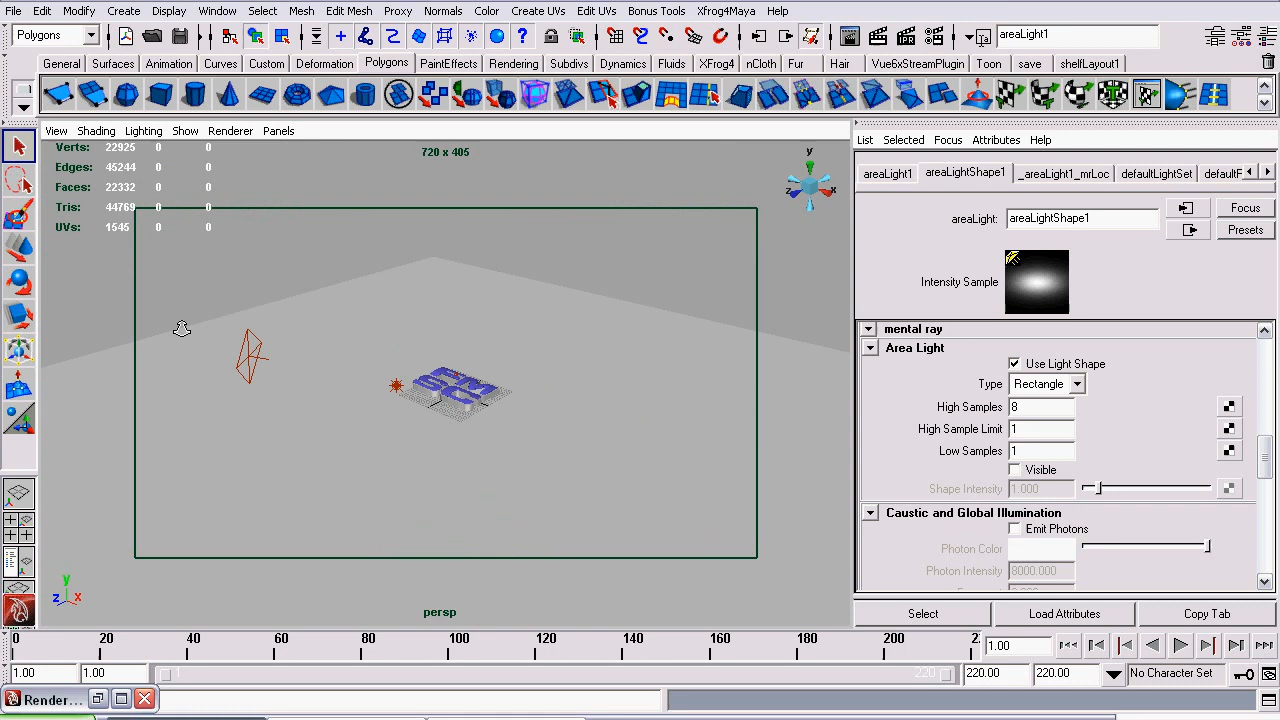 File Edit Modify Create Display Window Select Mesh Edit Mesh Proxy Normals Color Create UVs Edit UVs Bonus Tools Xfrog4Maya Help
Polygons areaLight1
General Surfaces Animation Curves Custom Deformation Polygons PaintEffects Rendering Subdivs Dynamics Fluids XFrog4 nCloth Fur Hair Vue6xStreamPlugin Toon save shelfLayout1
View Shading Lighting Show Renderer Panels
List Selected Focus Attributes Help
Verts: 22925 0 0
Edges: 45244 0 0
Faces: 22332 0 0
Tris: 44769 0 0
UVs: 1545 0 0
720 x 405
y
z x
areaLight1 areaLightShape1 _areaLight1_mrLoc defaultLightSet defaultF
areaLight: areaLightShape1
Focus
Presets
Intensity Sample
mental ray
Area Light
Use Light Shape
Type Rectangle
High Samples 8
High Sample Limit 1
Low Samples 1
Visible
Shape Intensity 1.000
Caustic and Global Illumination
Emit Photons
Photon Color
Photon Intensity 8000.000
y
z x
persp
Select Load Attributes Copy Tab
0 20 40 60 80 100 120 140 160 180 200 2
1.00
1.00 1.00 1 220 220.00 220.00 No Character Set
Render...